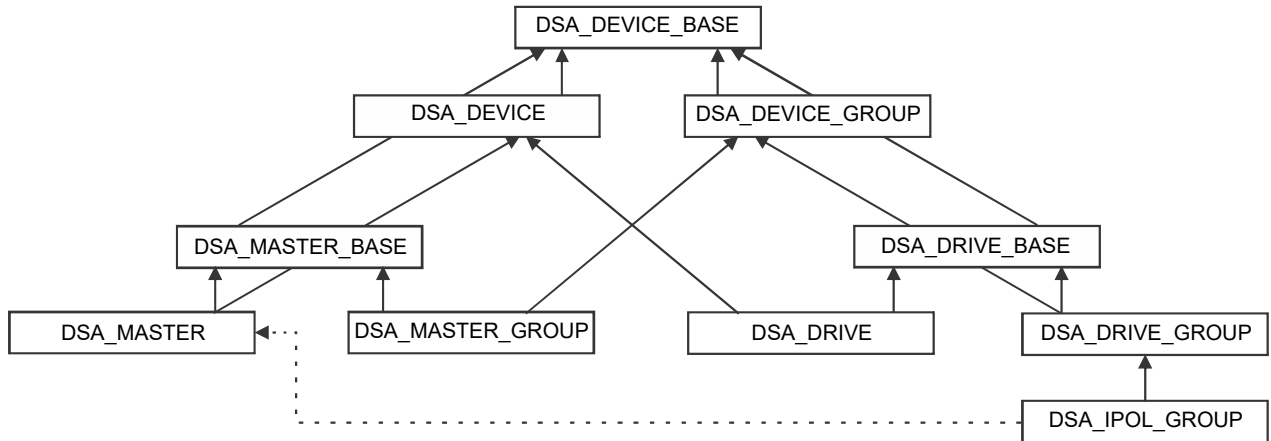 DSA_DEVICE_BASE
DSA_DEVICE
DSA_DEVICE_GROUP
DSA_MASTER_BASE
DSA_DRIVE_BASE
DSA_MASTER
DSA_MASTER_GROUP
DSA_DRIVE
DSA_DRIVE_GROUP
DSA_IPOL_GROUP